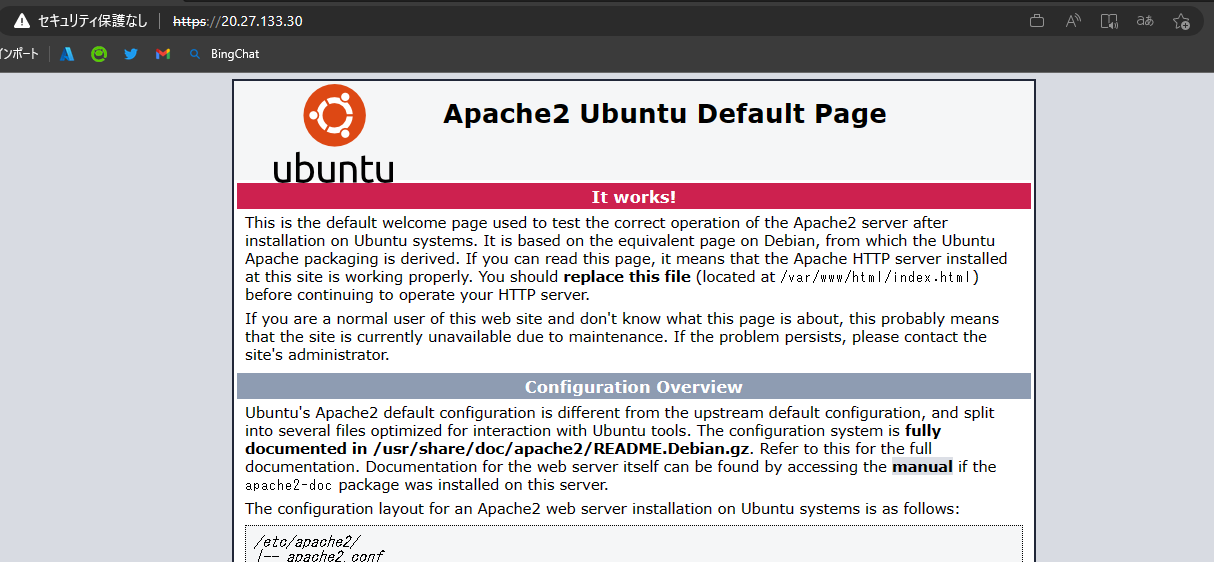 セキュリティ保護なし https://20.27.133.30 A aあ
インポート BingChat
ubuntu
Apache2 Ubuntu Default Page
It works!
This is the default welcome page used to test the correct operation of the Apache2 server after
installation on Ubuntu systems. It is based on the equivalent page on Debian, from which the Ubuntu
Apache packaging is derived. If you can read this page, it means that the Apache HTTP server installed
at this site is working properly. You should replace this file (located at /var/www/html/index.html)
before continuing to operate your HTTP server.
If you are a normal user of this web site and don't know what this page is about, this probably means
that the site is currently unavailable due to maintenance. If the problem persists, please contact the
site's administrator.
Configuration Overview
Ubuntu's Apache2 default configuration is different from the upstream default configuration, and split
into several files optimized for interaction with Ubuntu tools. The configuration system is fully
documented in /usr/share/doc/apache2/README.Debian.gz. Refer to this for the full
documentation. Documentation for the web server itself can be found by accessing the manual if the
apache2-doc package was installed on this server.
The configuration layout for an Apache2 web server installation on Ubuntu systems is as follows:
/etc/apache2/
|-- apache2.conf